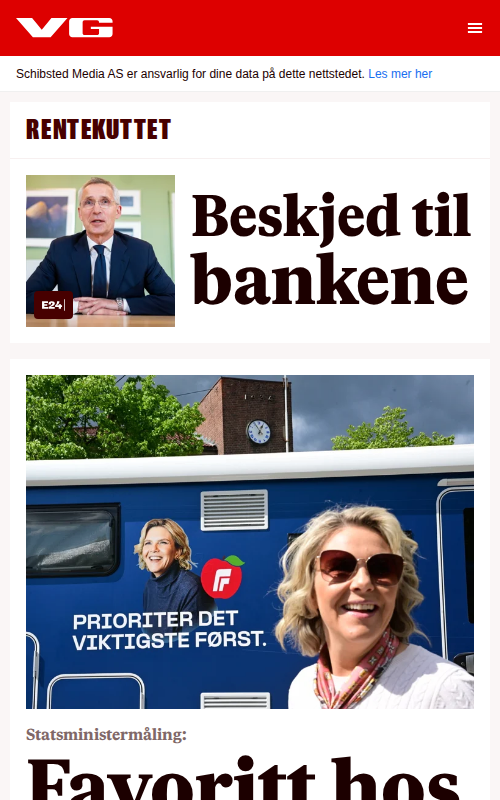 VG
Schibsted Media AS er ansvarlig for dine data på dette nettstedet. Les mer her
RENTEKUTTET
Beskjed til
bankene
E24
PRIORITER DET
VIKTIGSTE FØRST.
Statsministermåling:
Favoritt hos